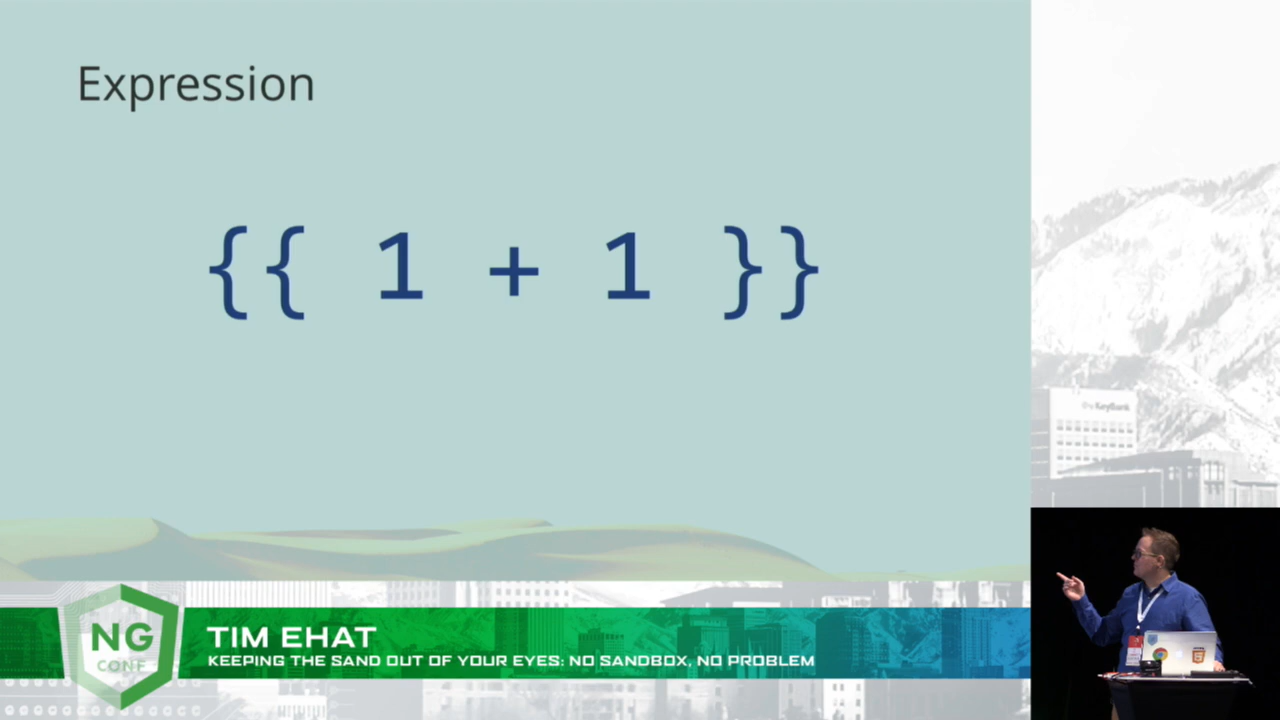 Expression
{{ 1 + 1 }}
KeyBank
NG
CONF
TIM EHAT
KEEPING THE SAND OUT OF YOUR EYES: NO SANDBOX, NO PROBLEM